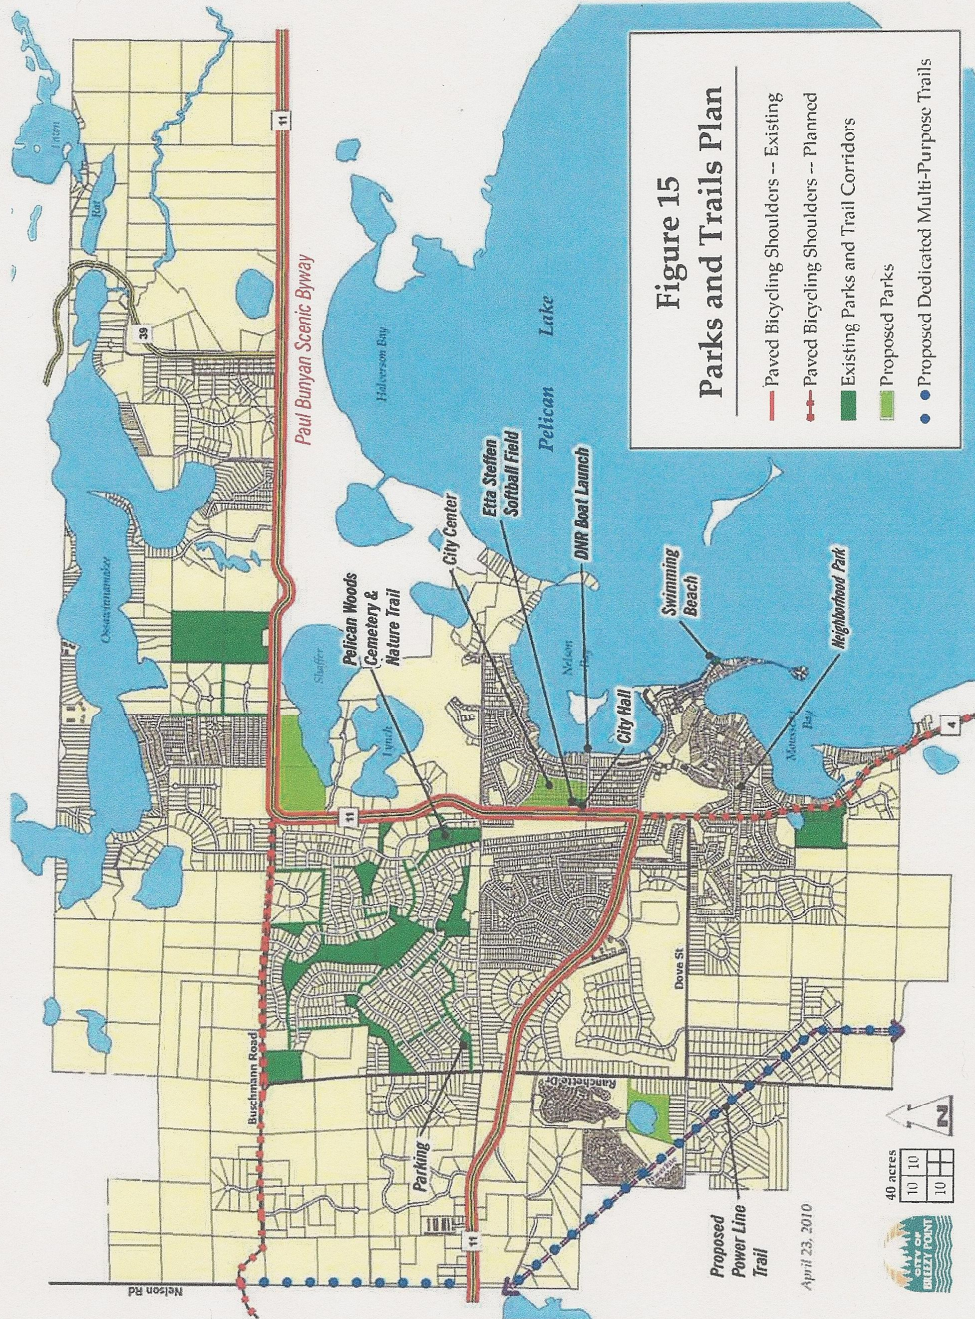 Figure 15
Parks and Trails Plan
Paved Bicycling Shoulders -- Existing
Paved Bicycling Shoulders -- Planned
Existing Parks and Trail Corridors
Proposed Parks
Proposed Dedicated Multi-Purpose Trails
Nelson Rd
Buschmann Road
11
Parking
Proposed
Power Line
Trail
Ranchette Dr
Dove St
April 23, 2010
CITY OF
BREEZY POINT
40 acres
10
10
10
N
11
Pelican Woods
Cemetery &
Nature Trail
City Center
Etta Steffen
Softball Field
DNR Boat Launch
City Hall
Swimming
Beach
Neighborhood Park
4
Ossawinnamakee
Shaffer
Lynch
Nelson
Bay
Bay
Pelican Lake
Halverson Bay
Paul Bunyan Scenic Byway
39
Rat
11